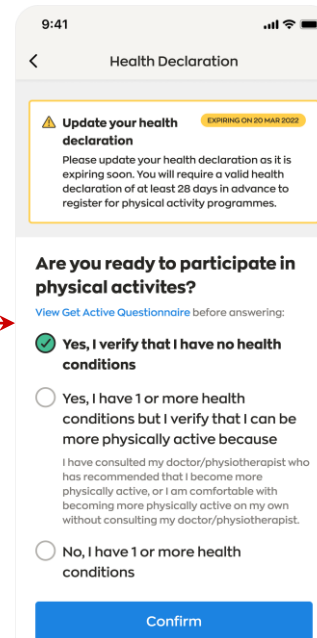 9:41
Health Declaration
Update your health EXPIRING ON 20 MAR 2022
declaration
Please update your health declaration as it is
expiring soon. You will require a valid health
declaration of at least 28 days in advance to
register for physical activity programmes.
Are you ready to participate in
physical activites?
View Get Active Questionnaire before answering:
Yes, I verify that I have no health
conditions
Yes, I have 1 or more health
conditions but I verify that I can be
more physically active because
I have consulted my doctor/physiotherapist who
has recommended that I become more
physically active, or I am comfortable with
becoming more physically active on my own
without consulting my doctor/physiotherapist.
No, I have 1 or more health
conditions
Confirm